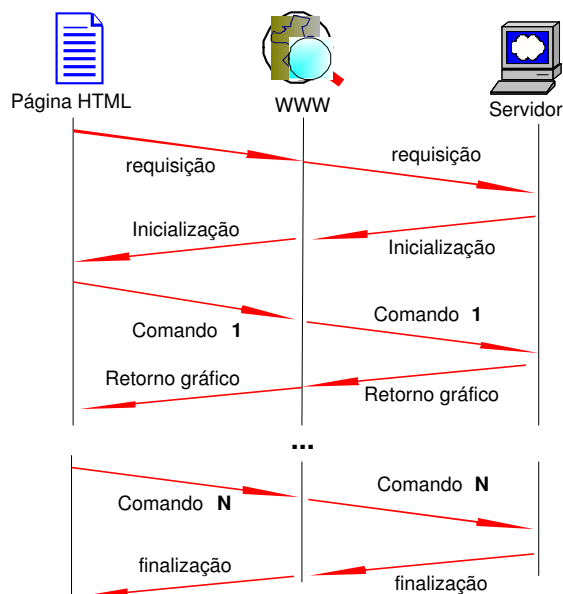 Página HTML
WWW
Servidor
requisição
requisição
Inicialização
Inicialização
Comando 1
Comando 1
Retorno gráfico
Retorno gráfico
...
Comando N
Comando N
finalização
finalização